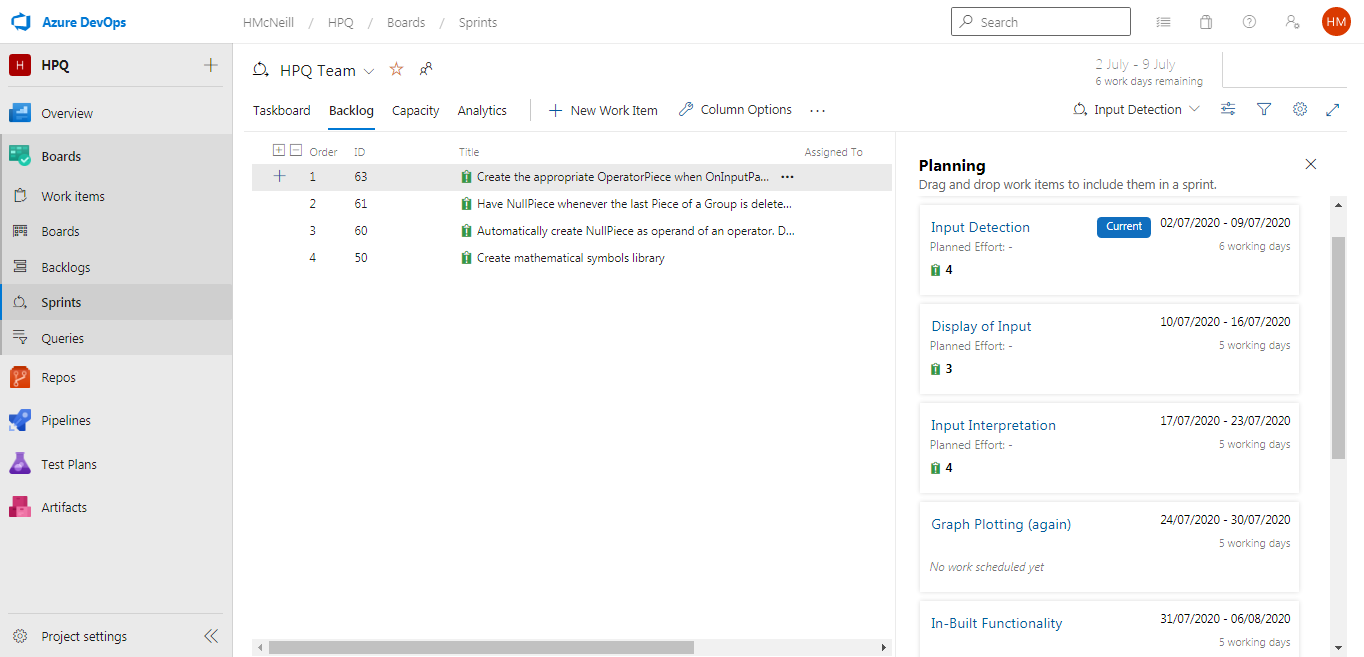 Azure DevOps
HMcNeill / HPQ / Boards / Sprints
Search
HM
H HPQ
Overview
Boards
Work items
Boards
Backlogs
Sprints
Queries
Repos
Pipelines
Test Plans
Artifacts
Project settings
HPQ Team
2 July - 9 July
6 work days remaining
Taskboard Backlog Capacity Analytics New Work Item Column Options ...
Input Detection
Order ID Title Assigned To
1 63 Create the appropriate OperatorPiece when OnInputPa... ...
2 61 Have NullPiece whenever the last Piece of a Group is delete...
3 60 Automatically create NullPiece as operand of an operator. D...
4 50 Create mathematical symbols library
Planning
Drag and drop work items to include them in a sprint.
Input Detection Current 02/07/2020 - 09/07/2020
Planned Effort: - 6 working days
4
Display of Input 10/07/2020 - 16/07/2020
Planned Effort: - 5 working days
3
Input Interpretation 17/07/2020 - 23/07/2020
Planned Effort: - 5 working days
4
Graph Plotting (again) 24/07/2020 - 30/07/2020
5 working days
No work scheduled yet
In-Built Functionality 31/07/2020 - 06/08/2020
5 working days